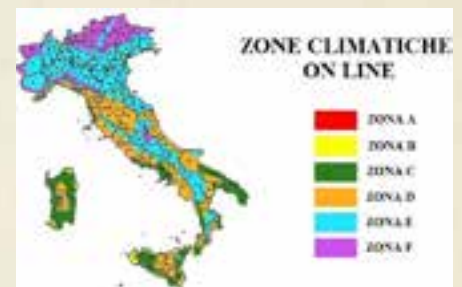 ZONE CLIMATICHE
ON LINE
ZONA A
ZONA B
ZONA C
ZONA D
ZONA E
ZONA F